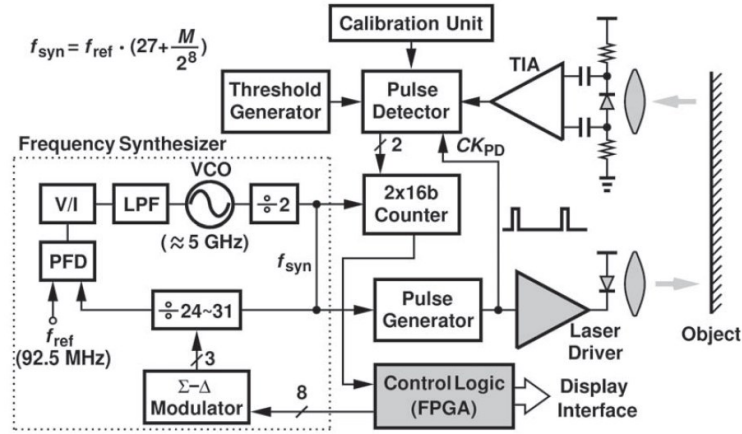 f_syn = f_ref · (27+ M/2^8)
Calibration Unit
Threshold
Generator
Pulse
Detector
TIA
Frequency Synthesizer
2
CK_PD
VCO
V/I
LPF
÷2
2x16b
Counter
(≈5 GHz)
PFD
f_syn
÷24~31
Pulse
Generator
f_ref
(92.5 MHz)
Laser
Driver
Object
3
Σ–Δ
Modulator
8
Control Logic
(FPGA)
Display
Interface